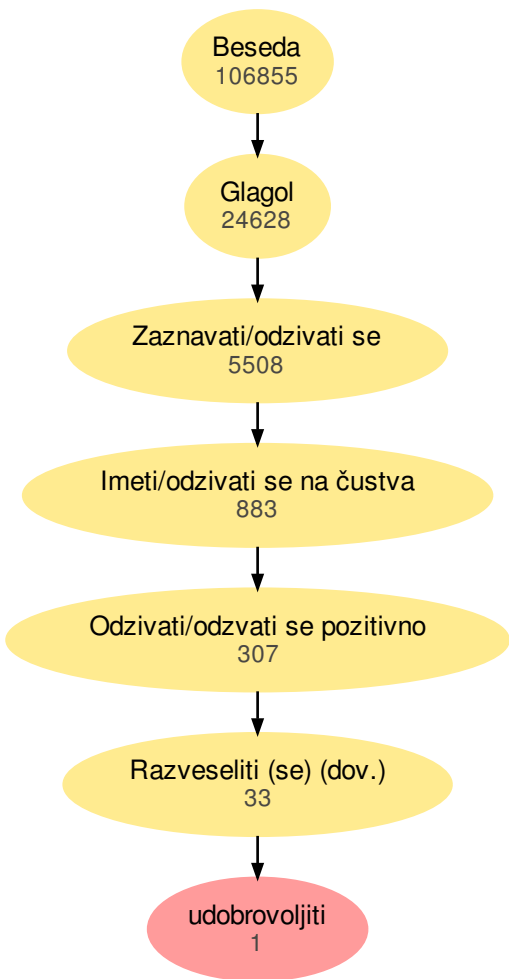 Beseda
106855
Glagol
24628
Zaznavati/odzivati se
5508
Imeti/odzivati se na čustva
883
Odzivati/odzvati se pozitivno
307
Razveseliti (se) (dov.)
33
udobrovoljiti
1